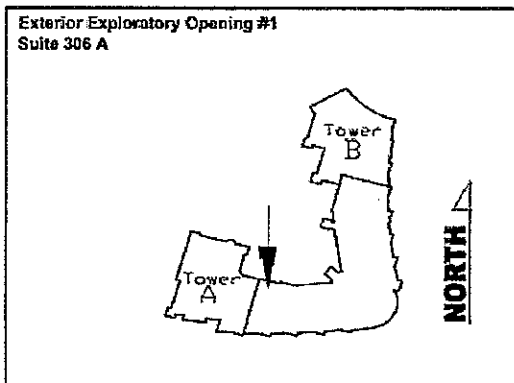 Exterior Exploratory Opening #1
Suite 306 A
Tower
B
Tower
A
NORTH